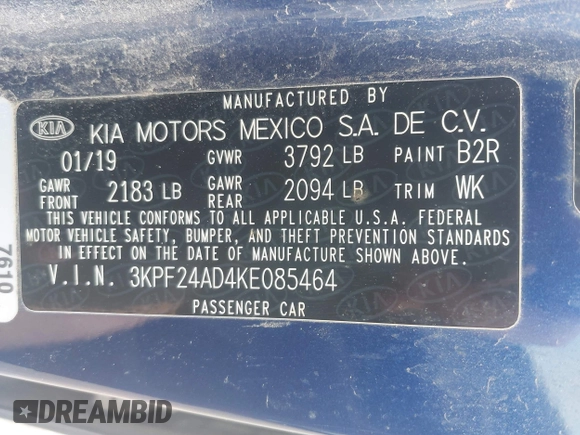 MANUFACTURED BY
KIA KIA MOTORS MEXICO S.A. DE C.V.
01/19 GVWR 3792 LB PAINT B2R
GAWR FRONT 2183 LB GAWR REAR 2094 LB TRIM WK
THIS VEHICLE CONFORMS TO ALL APPLICABLE U.S.A. FEDERAL
MOTOR VEHICLE SAFETY, BUMPER, AND THEFT PREVENTION STANDARDS
IN EFFECT ON THE DATE OF MANUFACTURE SHOWN ABOVE.
V.I.N. 3KPF24AD4KE085464
PASSENGER CAR
7610
DREAMBID